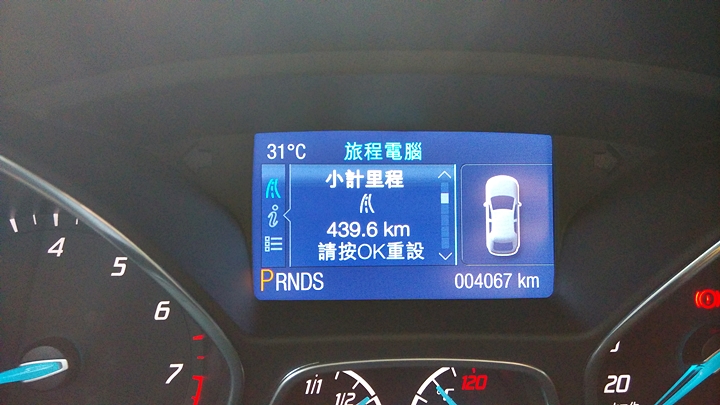 31°C 旅程電腦
小計里程
439.6 km
請按OK重設
PRNDS 004067 km
4
5
6
7
1/1
1/2
°C
120
20
km/h